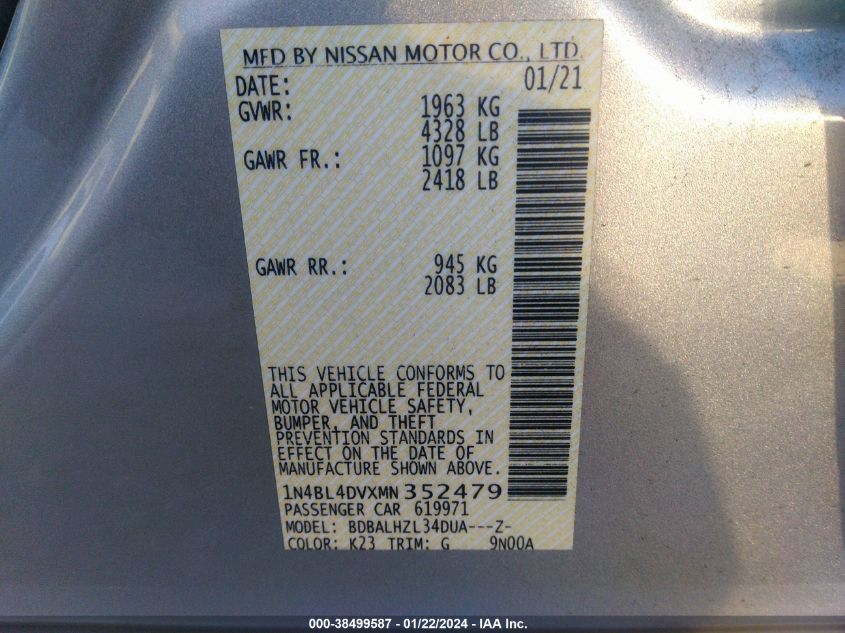 MFD BY NISSAN MOTOR CO., LTD.
DATE: 01/21
GVWR: 1963 KG
4328 LB
GAWR FR.: 1097 KG
2418 LB
GAWR RR.: 945 KG
2083 LB
THIS VEHICLE CONFORMS TO
ALL APPLICABLE FEDERAL
MOTOR VEHICLE SAFETY,
BUMPER, AND THEFT
PREVENTION STANDARDS IN
EFFECT ON THE DATE OF
MANUFACTURE SHOWN ABOVE.
1N4BL4DVXMN352479
PASSENGER CAR 619971
MODEL: BDBALHZL34DUA---Z-
COLOR: K23 TRIM: G 9N00A
000-38499587 - 01/22/2024 - IAA Inc.